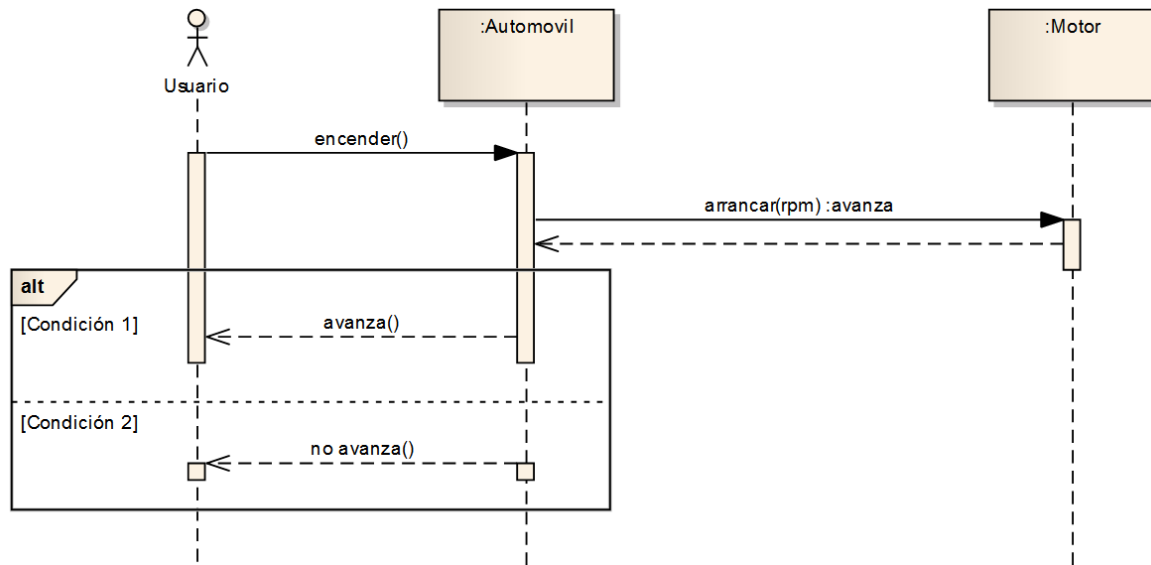 :Automovil
:Motor
Usuario
encender()
arrancar(rpm) :avanza
alt
[Condición 1]
avanza()
[Condición 2]
no avanza()